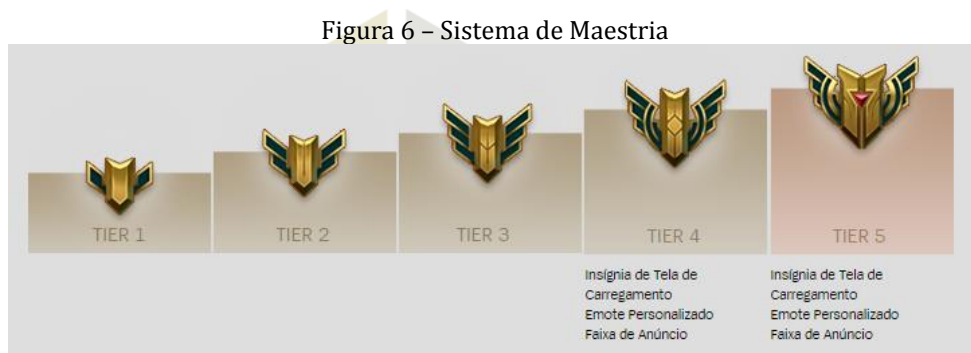 Figura 6 – Sistema de Maestria
TIER 1
TIER 2
TIER 3
TIER 4
TIER 5
Insígnia de Tela de
Carregamento
Emote Personalizado
Faixa de Anúncio
Insígnia de Tela de
Carregamento
Emote Personalizado
Faixa de Anúncio